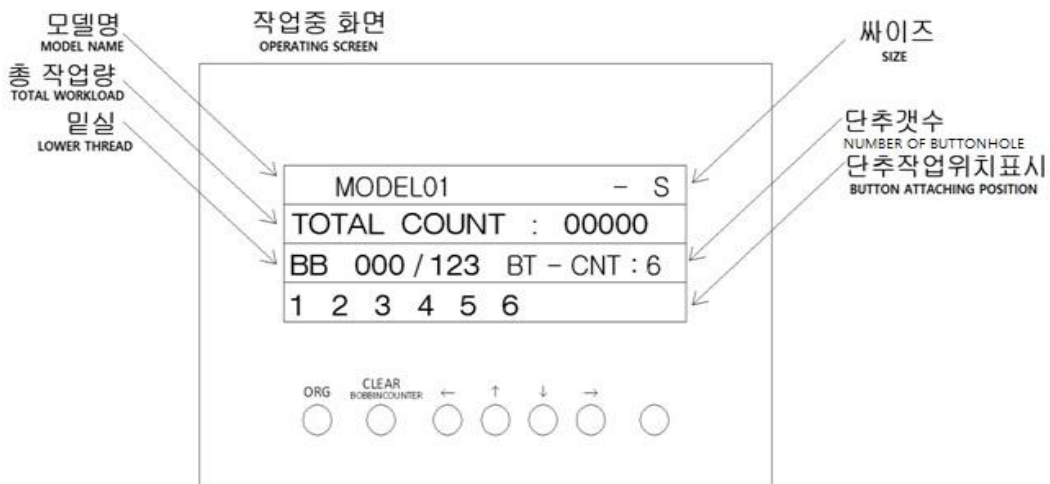 모델명
MODEL NAME
작업중 화면
OPERATING SCREEN
싸이즈
SIZE
총 작업량
TOTAL WORKLOAD
밑실
LOWER THREAD
단추갯수
NUMBER OF BUTTONHOLE
단추작업위치표시
BUTTON ATTACHING POSITION
MODEL01 - S
TOTAL COUNT : 00000
BB 000 / 123 BT - CNT : 6
1 2 3 4 5 6
ORG
CLEAR
BOBBINCOUNTER
← ↑ ↓ →